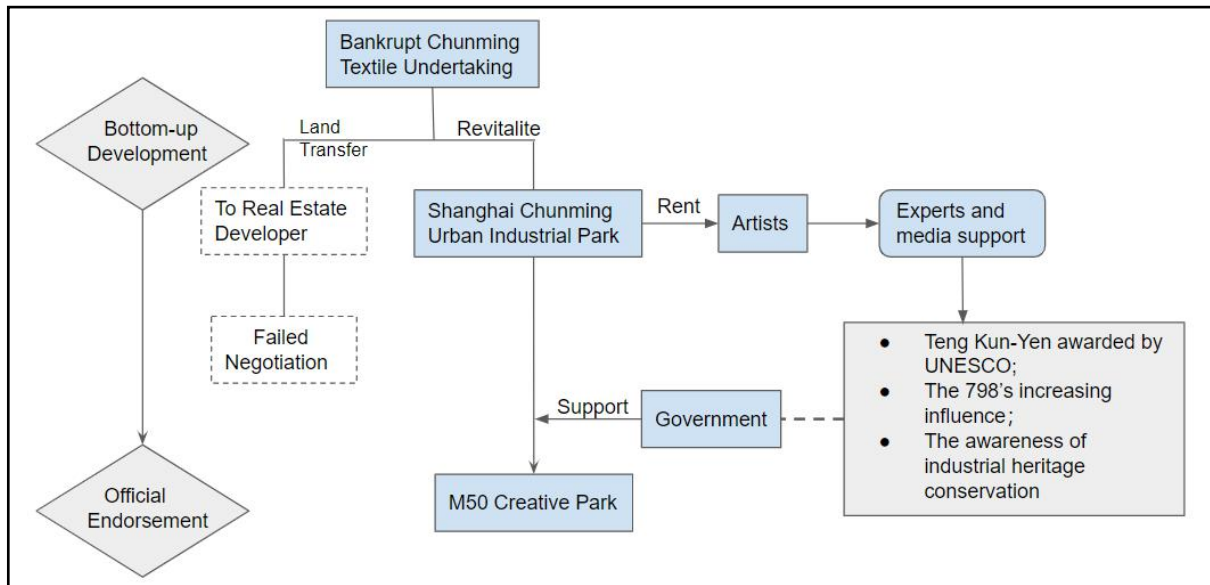 Bankrupt Chunming
Textile Undertaking
Bottom-up
Development
Land
Transfer
Revitalite
To Real Estate
Developer
Shanghai Chunming
Urban Industrial Park
Rent
Artists
Experts and
media support
Failed
Negotiation
● Teng Kun-Yen awarded by
UNESCO;
● The 798's increasing
influence;
● The awareness of
industrial heritage
conservation
Support
Government
Official
Endorsement
M50 Creative Park